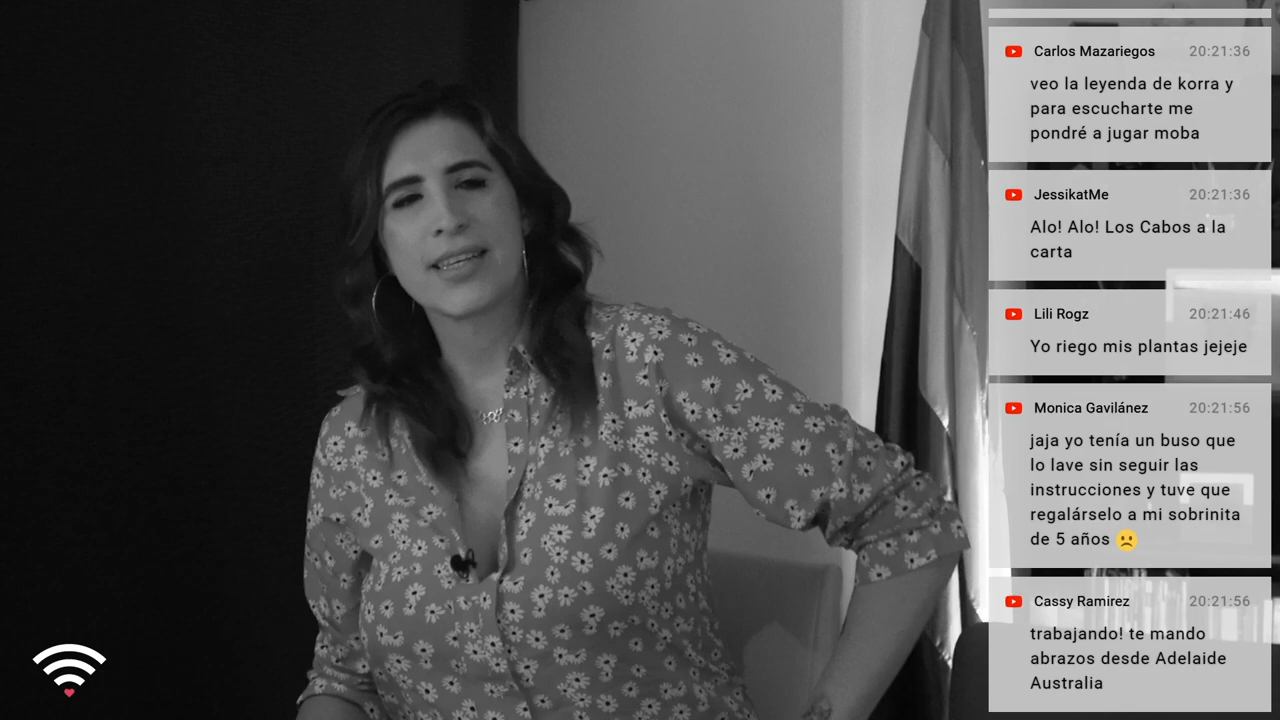 Carlos Mazariegos 20:21:36
veo la leyenda de korra y
para escucharte me
pondré a jugar moba
JessikatMe 20:21:36
Alo! Alo! Los Cabos a la
carta
Lili Rogz 20:21:46
Yo riego mis plantas jejeje
Monica Gavilánez 20:21:56
jaja yo tenía un buso que
lo lave sin seguir las
instrucciones y tuve que
regalárselo a mi sobrinita
de 5 años ☹️
Cassy Ramirez 20:21:56
trabajando! te mando
abrazos desde Adelaide
Australia